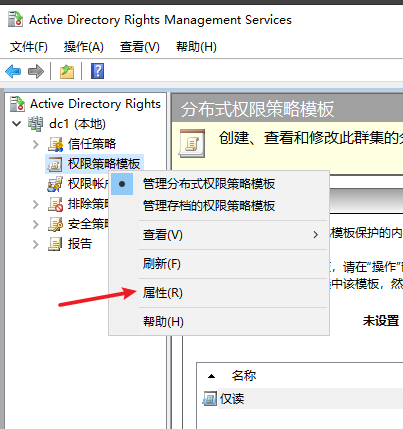 Active Directory Rights Management Services
文件(F) 操作(A) 查看(V) 帮助(H)
Active Directory Rights
dc1 (本地)
信任策略
权限策略模板
权限帐户
排除策略
安全策略
报告
管理分布式权限策略模板
管理存档的权限策略模板
查看(V)
刷新(F)
属性(R)
帮助(H)
分布式权限策略模板
创建、查看和修改此群集的分
模板保护的内
，请在“操作”
中该模板，然
未设置
名称
仅读